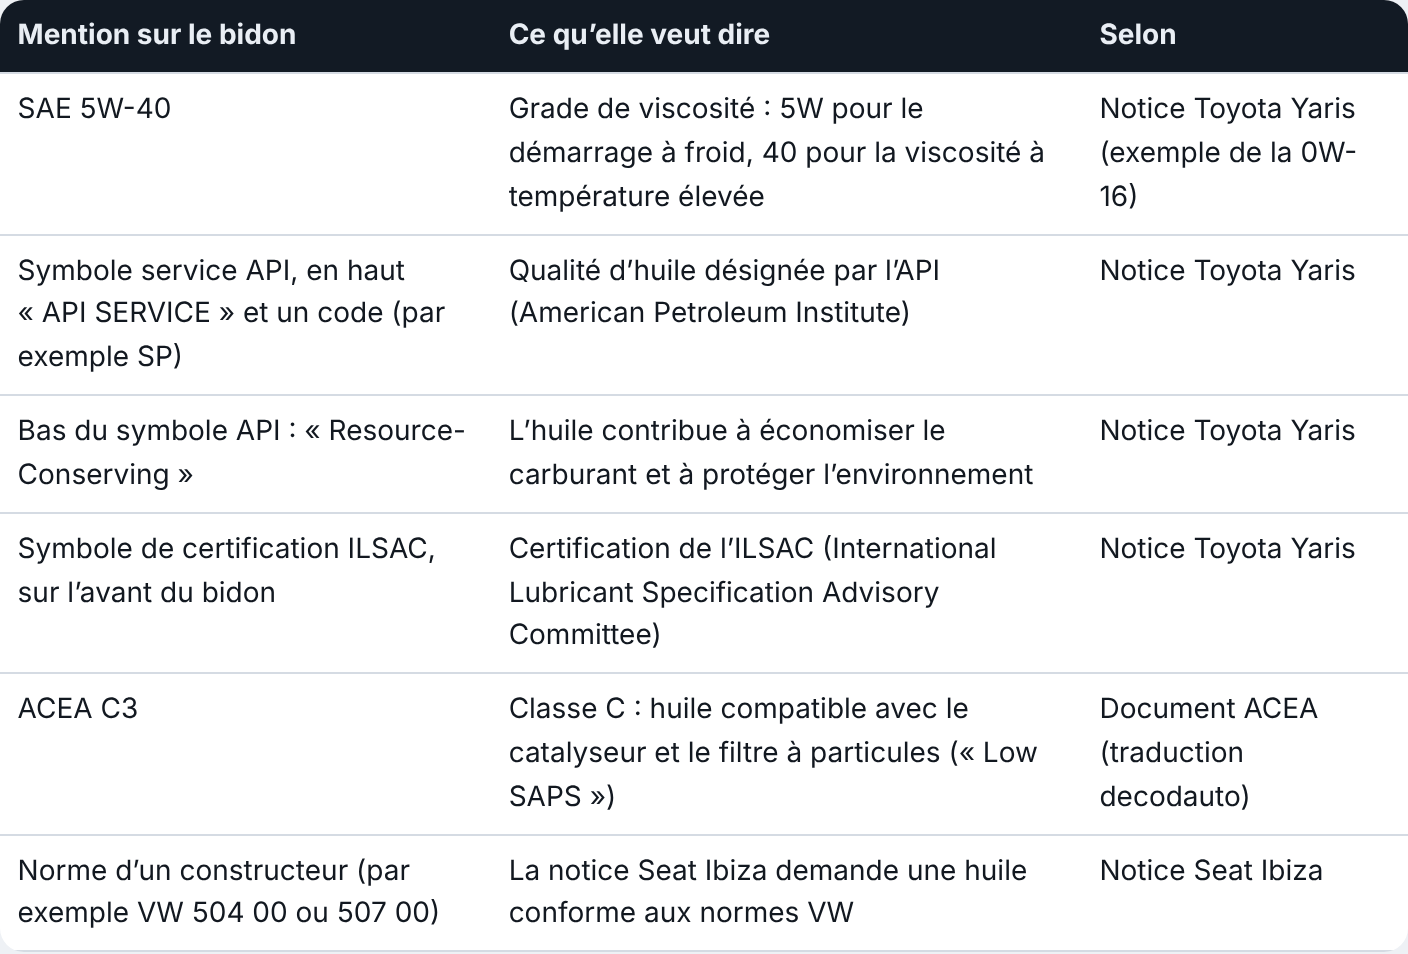 Mention sur le bidon
Ce qu’elle veut dire
Selon
SAE 5W-40
Grade de viscosité : 5W pour le
démarrage à froid, 40 pour la viscosité à
température élevée
Notice Toyota Yaris
(exemple de la 0W-
16)
Symbole service API, en haut
« API SERVICE » et un code (par
exemple SP)
Qualité d’huile désignée par l’API
(American Petroleum Institute)
Notice Toyota Yaris
Bas du symbole API : « Resource-
Conserving »
L’huile contribue à économiser le
carburant et à protéger l’environnement
Notice Toyota Yaris
Symbole de certification ILSAC,
sur l’avant du bidon
Certification de l’ILSAC (International
Lubricant Specification Advisory
Committee)
Notice Toyota Yaris
ACEA C3
Classe C : huile compatible avec le
catalyseur et le filtre à particules (« Low
SAPS »)
Document ACEA
(traduction
decodauto)
Norme d’un constructeur (par
exemple VW 504 00 ou 507 00)
La notice Seat Ibiza demande une huile
conforme aux normes VW
Notice Seat Ibiza